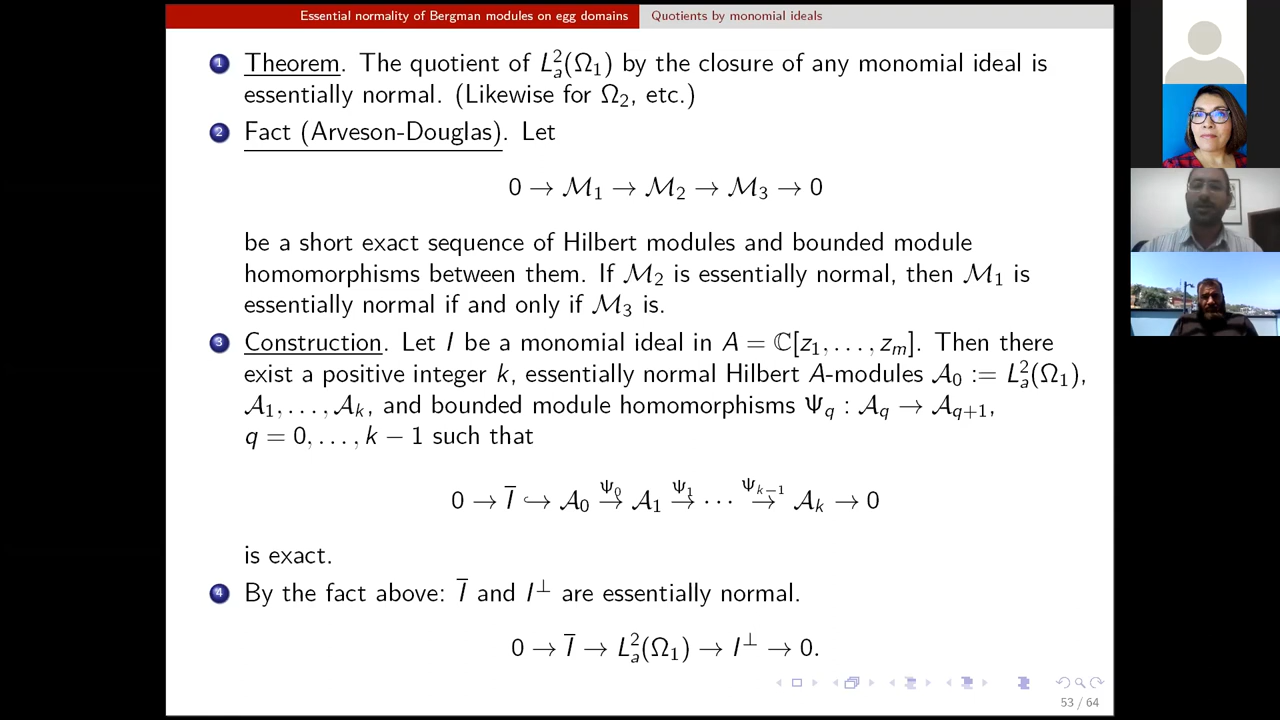 Essential normality of Bergman modules on egg domains
Quotients by monomial ideals
1 Theorem. The quotient of L²ₐ(Ω₁) by the closure of any monomial ideal is
essentially normal. (Likewise for Ω₂, etc.)
2 Fact (Arveson-Douglas). Let
0 → ℳ₁ → ℳ₂ → ℳ₃ → 0
be a short exact sequence of Hilbert modules and bounded module
homomorphisms between them. If ℳ₂ is essentially normal, then ℳ₁ is
essentially normal if and only if ℳ₃ is.
3 Construction. Let I be a monomial ideal in A = ℂ[z₁, . . . , zₘ]. Then there
exist a positive integer k, essentially normal Hilbert A-modules 𝒜₀ := L²ₐ(Ω₁),
𝒜₁, . . . , 𝒜ₖ, and bounded module homomorphisms Ψ_q : 𝒜_q → 𝒜_{q+1},
q = 0, . . . , k − 1 such that
0 → I̅ ↪ 𝒜₀ →^{Ψ₀} 𝒜₁ →^{Ψ₁} · · · →^{Ψ_{k−1}} 𝒜ₖ → 0
is exact.
4 By the fact above: I̅ and I^⊥ are essentially normal.
0 → I̅ → L²ₐ(Ω₁) → I^⊥ → 0.
53 / 64